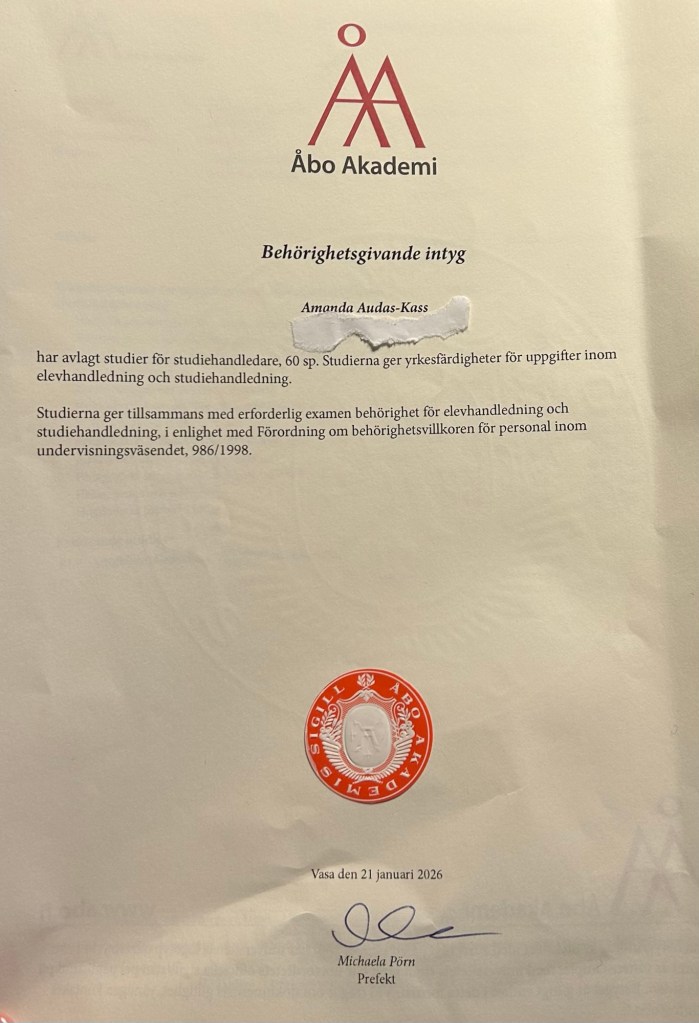 Åbo Akademi
Behörighetsgivande intyg
Amanda Audas-Kass
har avlagt studier för studiehandledare, 60 sp. Studierna ger yrkesfärdigheter för uppgifter inom
elevhandledning och studiehandledning.
Studierna ger tillsammans med erforderlig examen behörighet för elevhandledning och
studiehandledning, i enlighet med Förordning om behörighetsvillkoren för personal inom
undervisningsväsendet, 986/1998.
ÅBO AKADEMIS SIGILL
Vasa den 21 januari 2026
Michaela Pörn
Prefekt